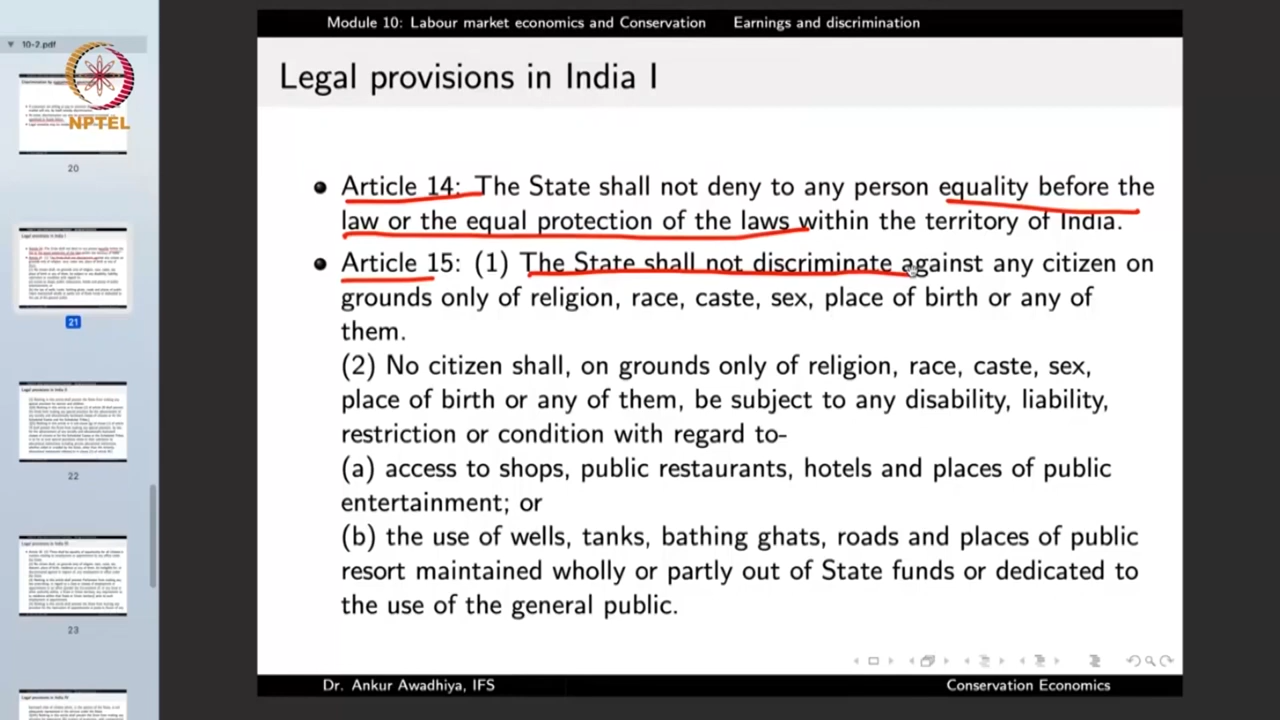 Module 10: Labour market economics and Conservation Earnings and discrimination
10-2.pdf
NPTEL
20
21
22
23
Legal provisions in India I
Article 14: The State shall not deny to any person equality before the
law or the equal protection of the laws within the territory of India.
Article 15: (1) The State shall no discriminate against any citizen on
grounds only of religion, race, caste, sex, place of birth or any of
them.
(2) No citizen shall, on grounds only of religion, race, caste, sex,
place of birth or any of them, be subject to any disability, liability,
restriction or condition with regard to-
(a) access to shops, public restaurants, hotels and places of public
entertainment; or
(b) the use of wells, tanks, bathing ghats, roads and places of public
resort maintained wholly or partly out of State funds or dedicated to
the use of the general public.
Dr. Ankur Awadhiya, IFS Conservation Economics